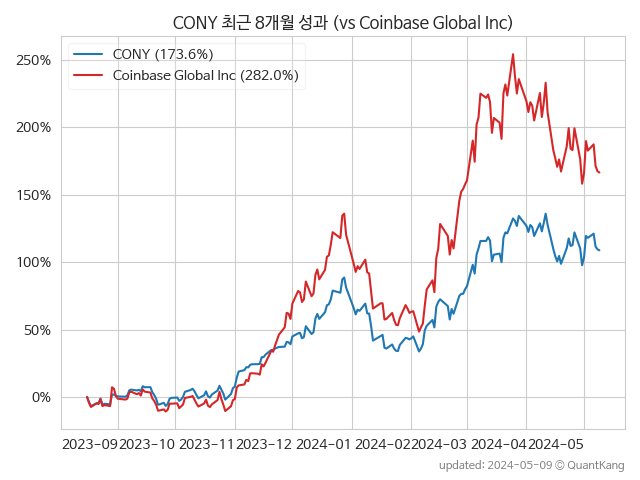 CONY 최근 8개월 성과 (vs Coinbase Global Inc)
CONY (173.6%)
Coinbase Global Inc (282.0%)
250%
200%
150%
100%
50%
0%
2023-09 2023-10 2023-11 2023-12 2024-01 2024-02 2024-03 2024-04 2024-05
updated: 2024-05-09 © QuantKang